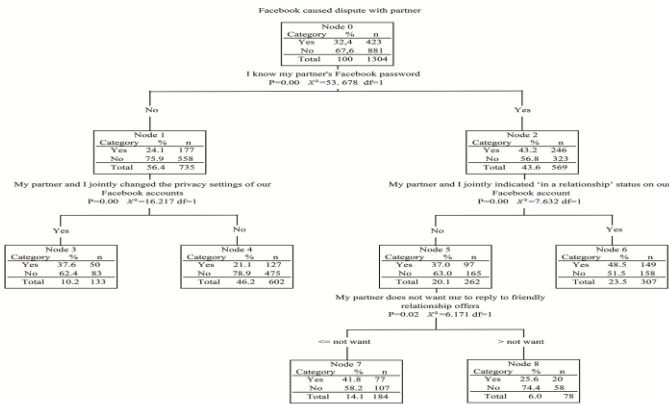 Facebook caused dispute with partner
Node 0
Category % n
Yes 32,4 423
No 67,6 881
Total 100 1304
I know my partner's Facebook password
P=0.00 X²=53. 678 df=1
No
Yes
Node 1
Category % n
Yes 24.1 177
No 75.9 558
Total 56.4 735
Node 2
Category % n
Yes 43.2 246
No 56.8 323
Total 43.6 569
My partner and I jointly changed the privacy settings of our
Facebook accounts
P=0.00 X²=16.217 df=1
My partner and I jointly indicated 'in a relationship' status on ou
Facebook account
P=0.00 X²=7.632 df=1
Yes
No
No
Yes
Node 3
Category % n
Yes 37.6 50
No 62.4 83
Total 10.2 133
Node 4
Category % n
Yes 21.1 127
No 78.9 475
Total 46.2 602
Node 5
Category % n
Yes 37.0 97
No 63.0 165
Total 20.1 262
Node 6
Category % n
Yes 48.5 149
No 51.5 158
Total 23.5 307
My partner does not want me to reply to friendly
relationship offers
P=0.02 X²=6.171 df=1
<= not want
> not want
Node 7
Category % n
Yes 41.8 77
No 58.2 107
Total 14.1 184
Node 8
Category % n
Yes 25.6 20
No 74.4 58
Total 6.0 78